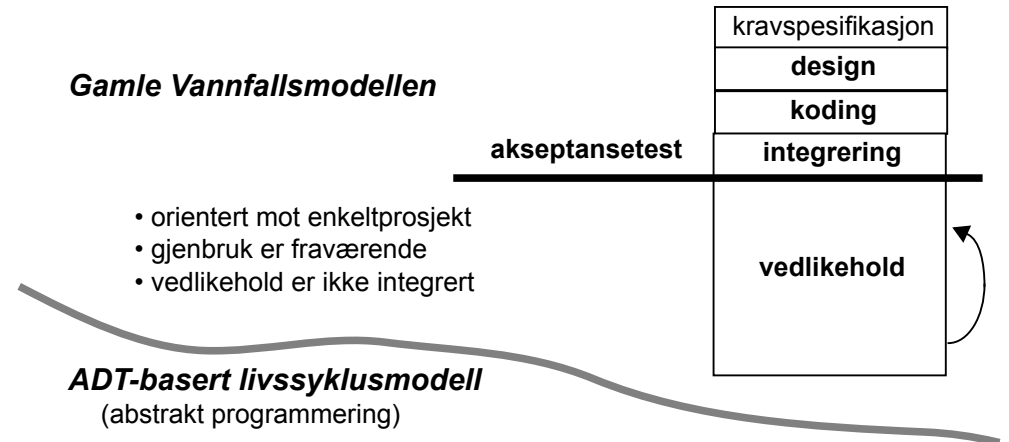 kravspesifikasjon
Gamle Vannfallsmodellen
design
koding
akseptansetest
integrering
• orientert mot enkeltprosjekt
• gjenbruk er fraværende
• vedlikehold er ikke integrert
vedlikehold
ADT-basert livssyklusmodell
(abstrakt programmering)